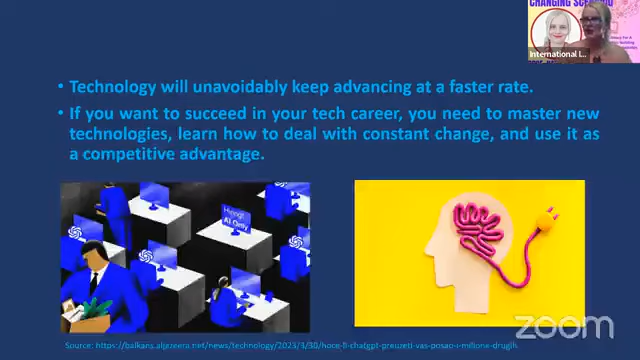 CHANGING SCENARIO
International L...
• Technology will unavoidably keep advancing at a faster rate.
• If you want to succeed in your tech career, you need to master new
technologies, learn how to deal with constant change, and use it as
a competitive advantage.
Hiring!
AI Only
zoom
Source: https://balkans.aljazeera.net/news/technology/2023/3/30/hoce-li-chatgpt-preuzeti-vas-posao-i-miliona-drugih